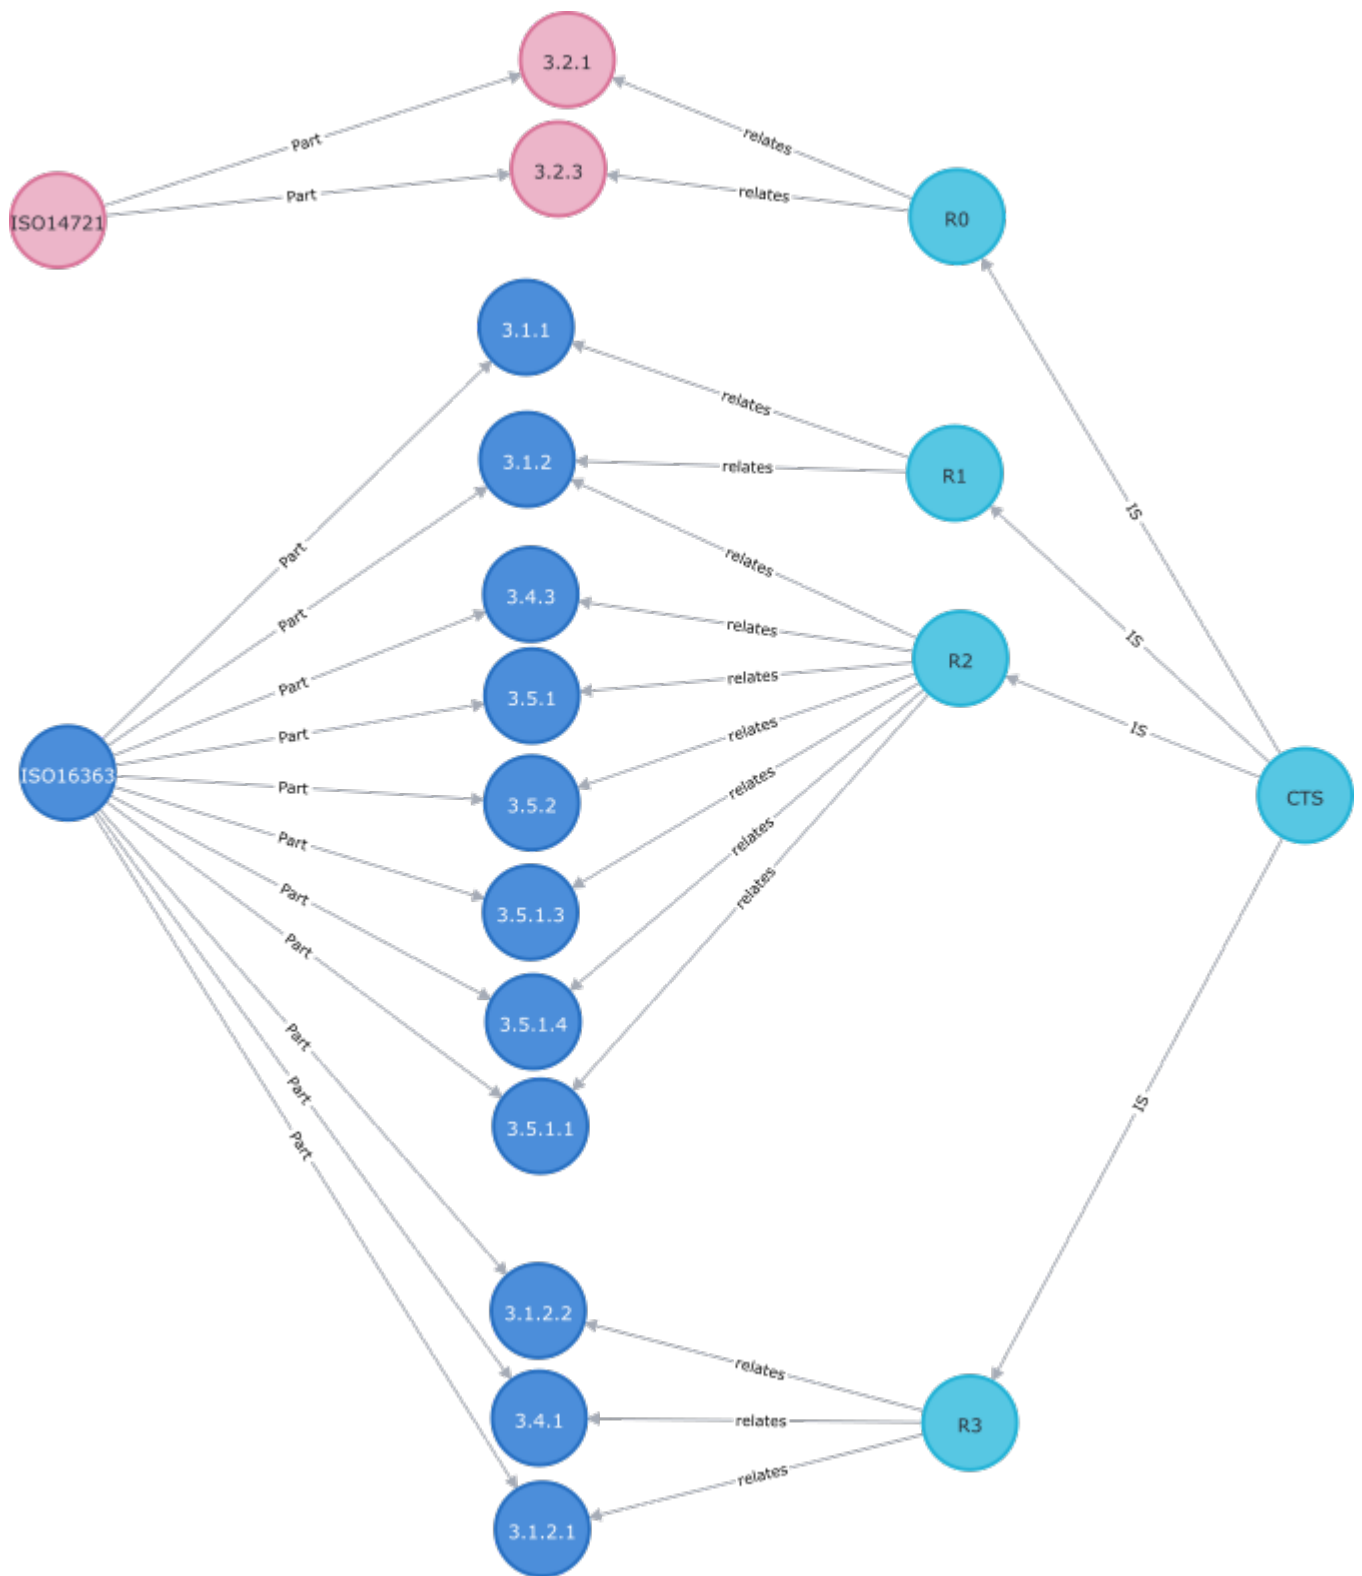 3.2.1
Part
relates
3.2.3
Part
relates
ISO14721
R0
3.1.1
relates
3.1.2
relates
R1
IS
Part
relates
3.4.3
Part
relates
IS
R2
Part
3.5.1
relates
Part
relates
IS
ISO16363
Part
3.5.2
relates
CTS
Part
relates
Part
3.5.1.3
relates
Part
3.5.1.4
Part
3.5.1.1
Part
IS
Part
3.1.2.2
relates
3.4.1
relates
R3
relates
3.1.2.1